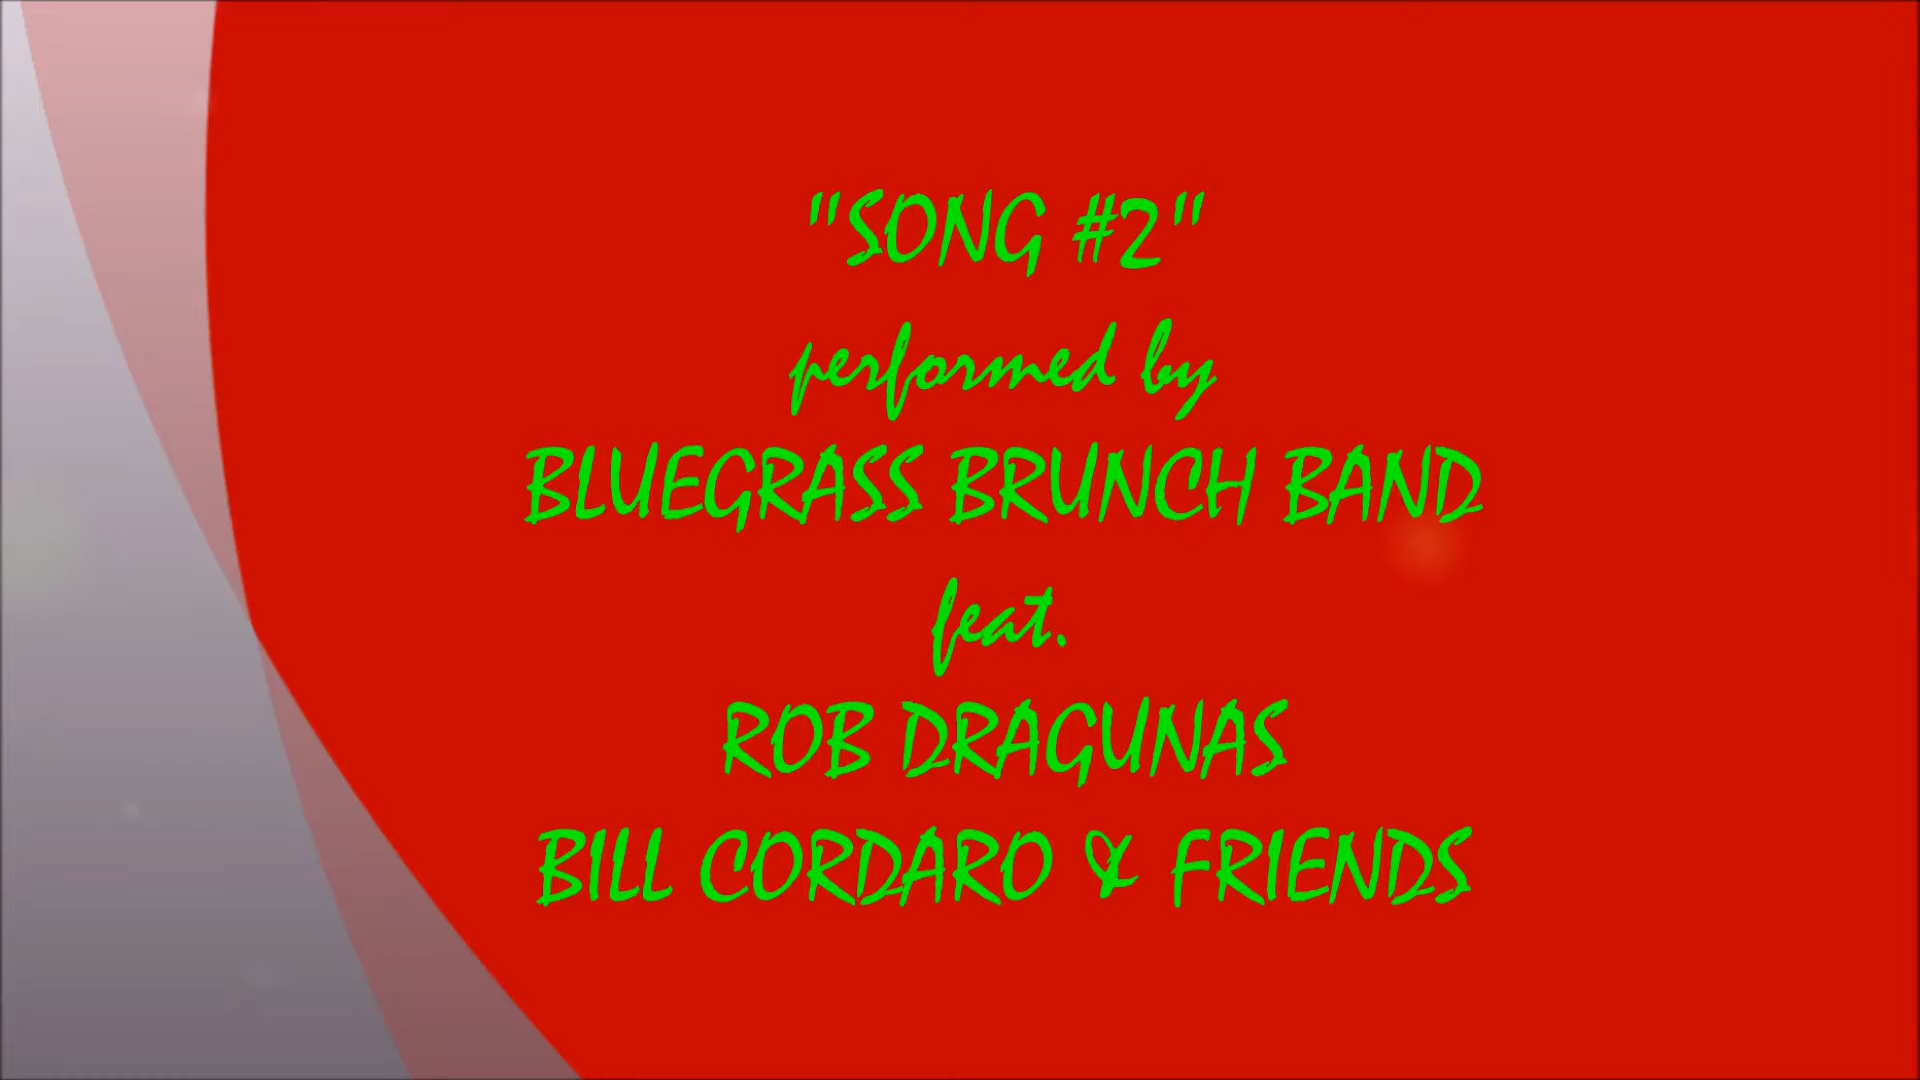 "SONG #2"
performed by
BLUEGRASS BRUNCH BAND
feat.
ROB DRAGUNAS
BILL CORDARO & FRIENDS